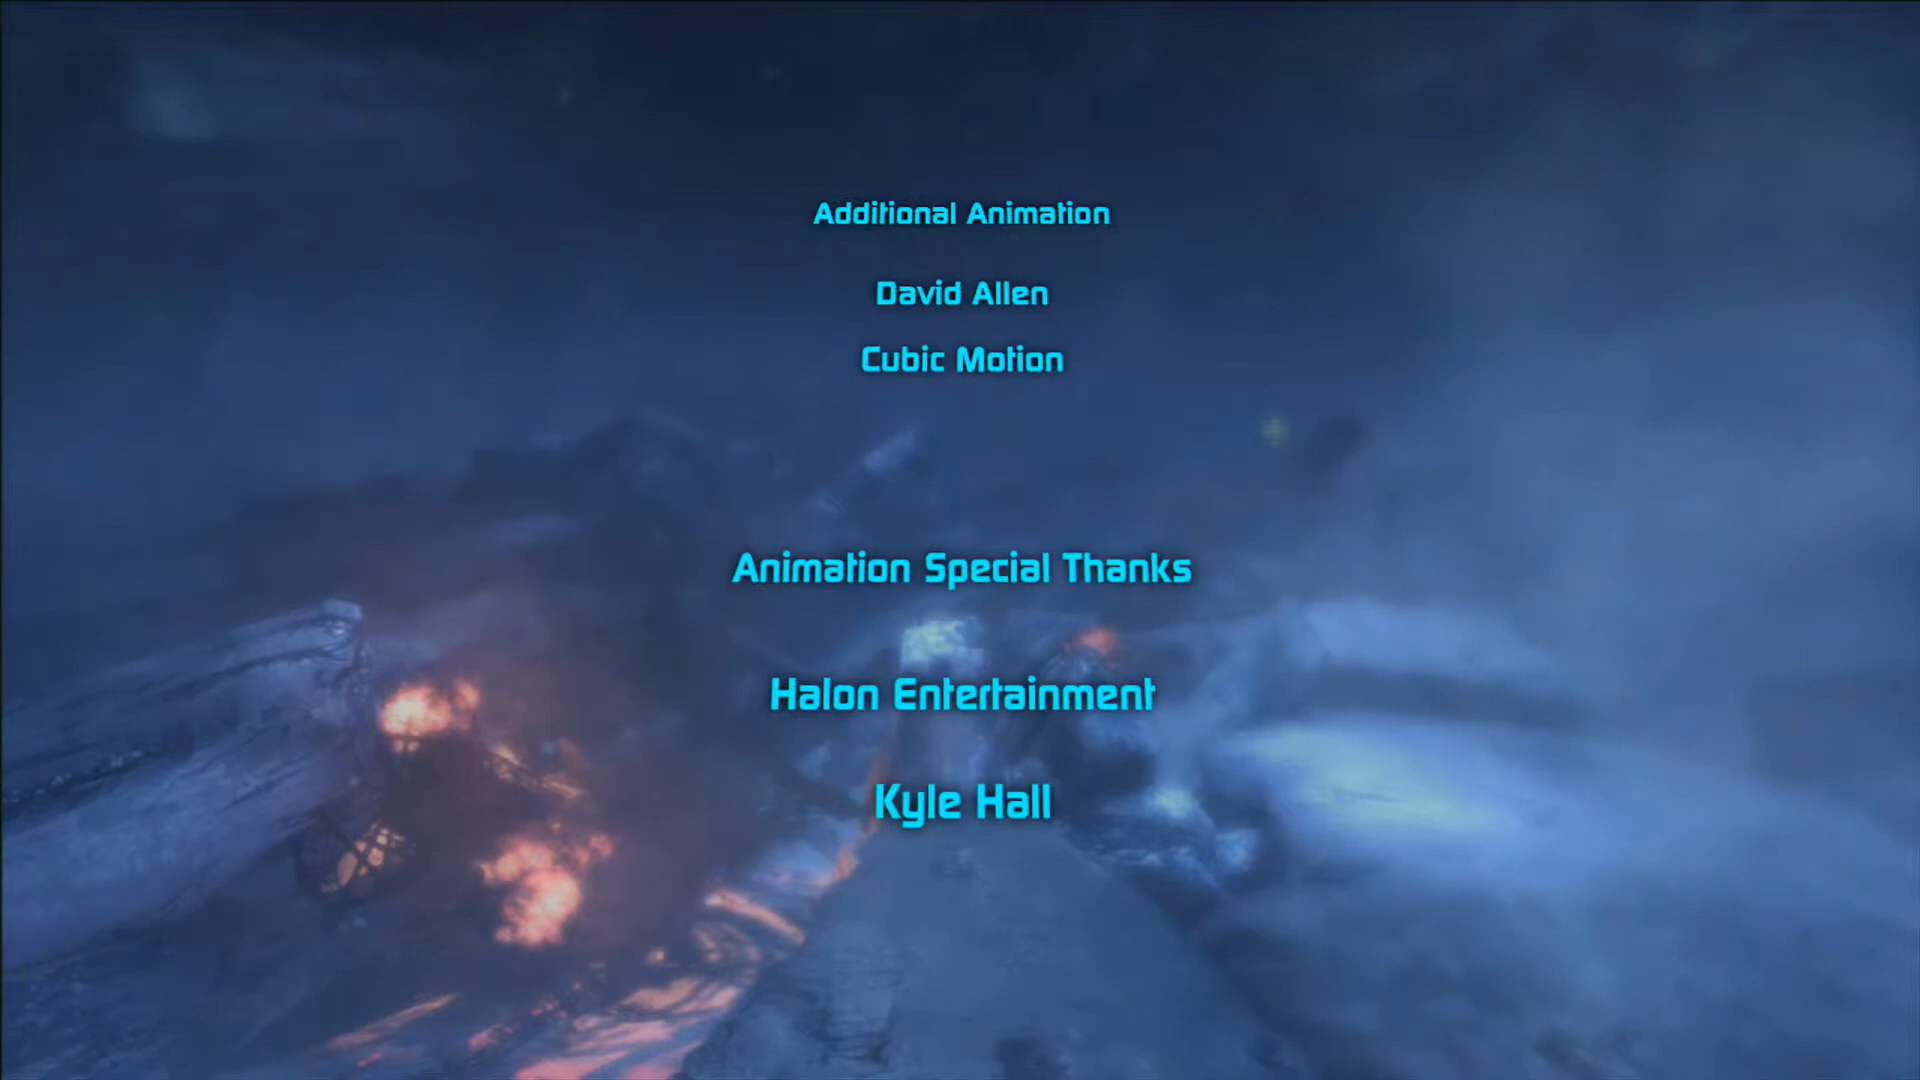 Additional Animation
David Allen
Cubic Motion
Animation Special Thanks
Halon Entertainment
Kyle Hall